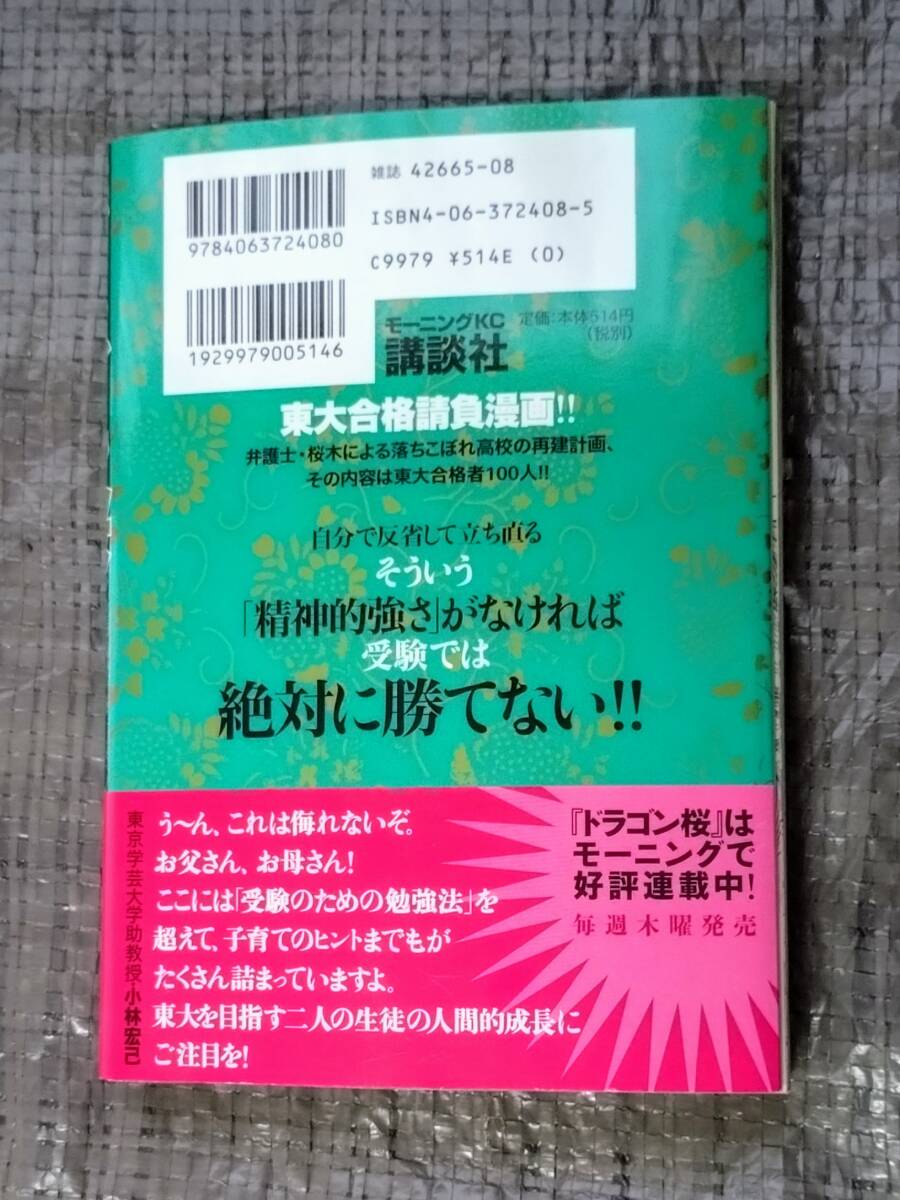 9784063724080
雑誌 42665-08
ISBN4-06-372408-5
C9979 ¥514E (0)
1929979005146
モーニングKC
講談社
定価:本体514円
(税別)
東大合格請負漫画!!
弁護士・桜木による落ちこぼれ高校の再建計画、
その内容は東大合格者100人!!
自分で反省して立ち直る
そういう
「精神的強さ」がなければ
受験では
絶対に勝てない!!
う〜ん、これは侮れないぞ。
お父さん、お母さん!
ここには「受験のための勉強法」を
超えて、子育てのヒントまでもが
たくさん詰まっていますよ。
東大を目指す二人の生徒の人間的成長に
ご注目を!
東京学芸大学助教授・小林宏己
『ドラゴン桜』は
モーニングで
好評連載中!
毎週木曜発売